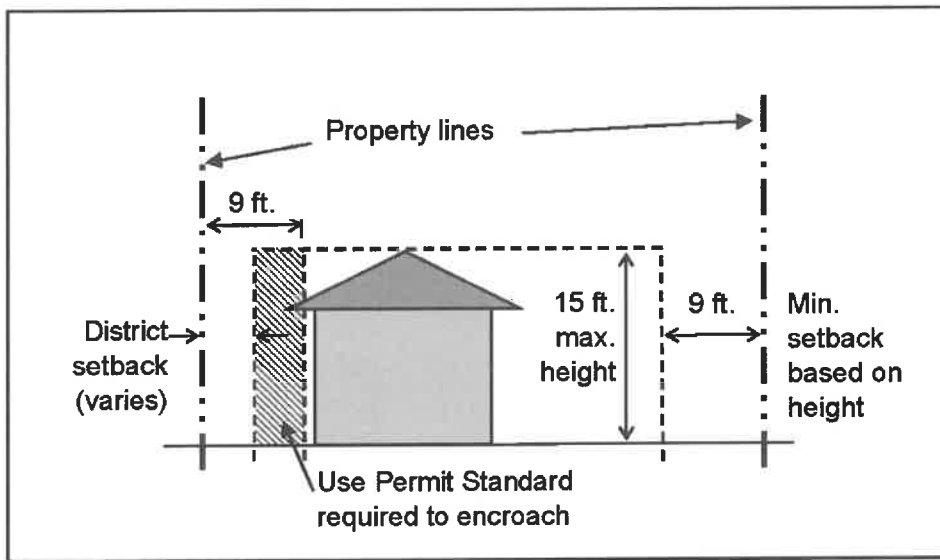 Property lines
9 ft.
District
setback
(varies)
15 ft.
max.
height
9 ft.
Min.
setback
based on
height
Use Permit Standard
required to encroach